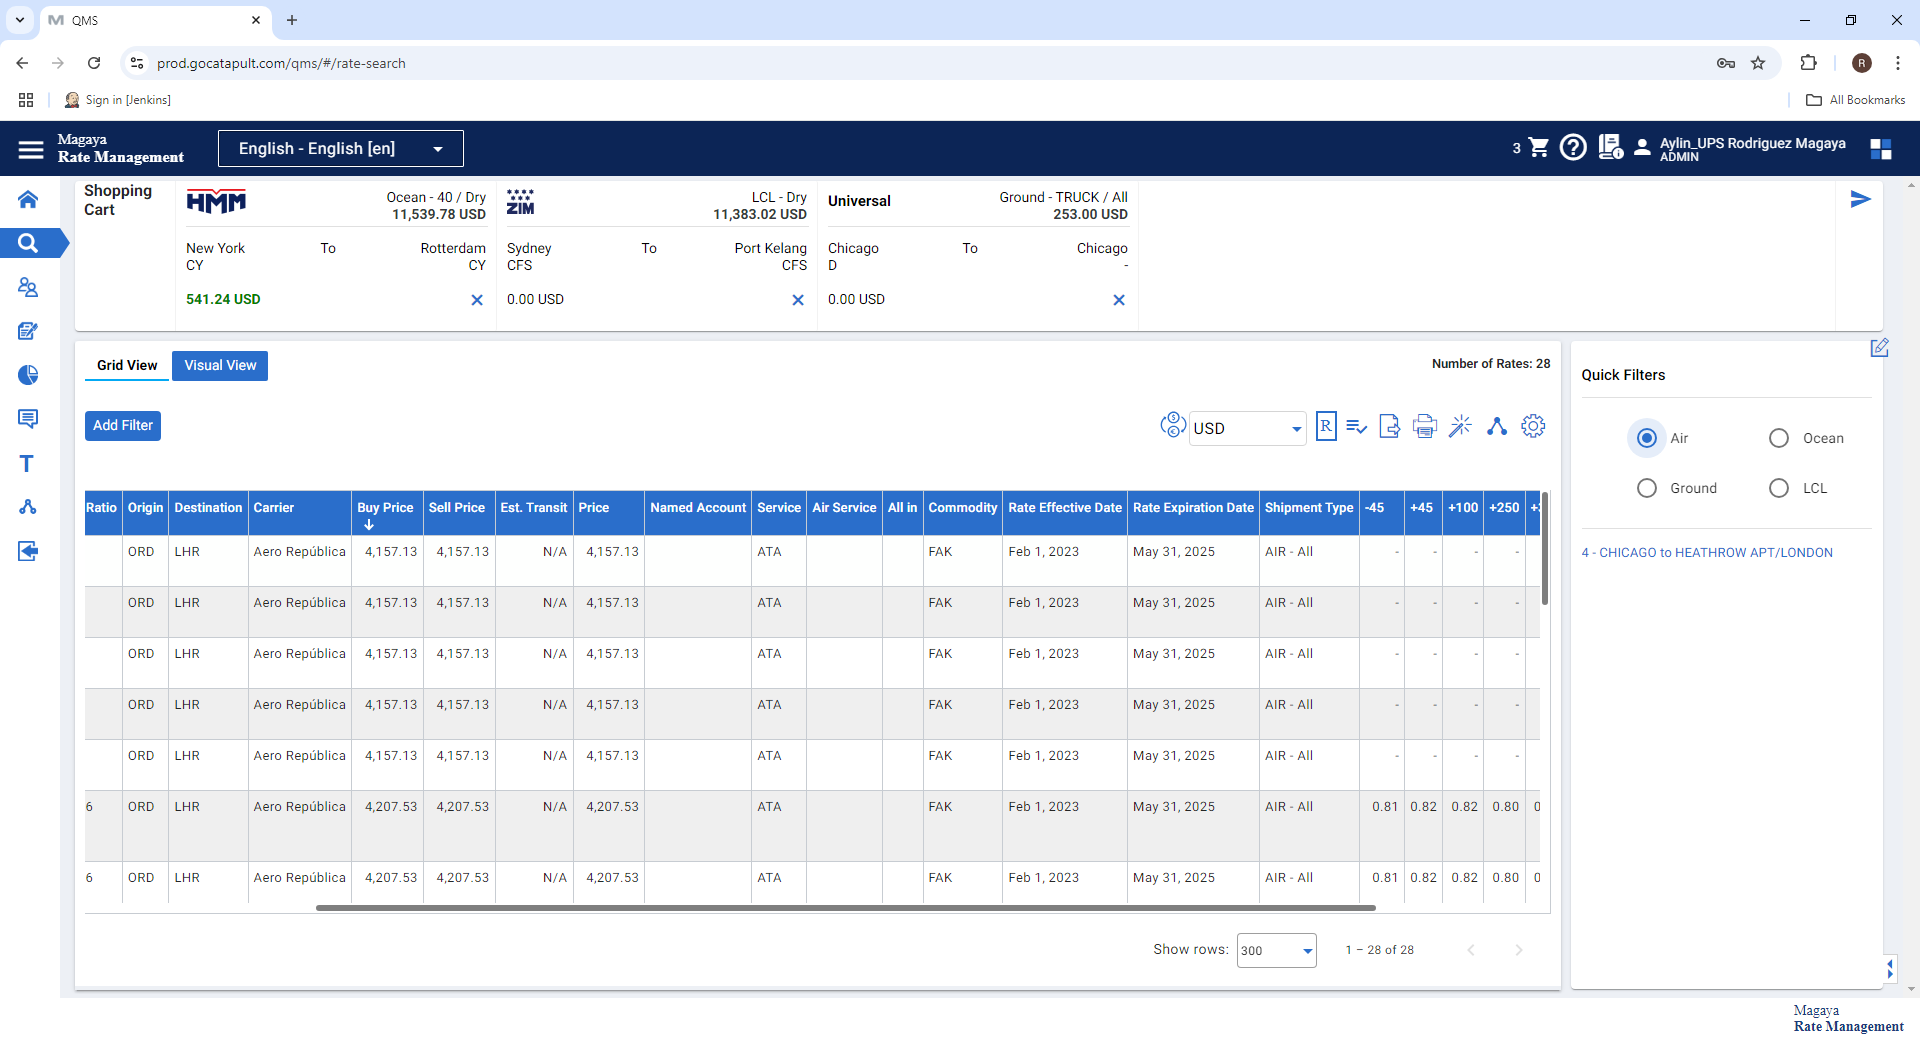 QMS
prod.gocatapult.com/qms/#/rate-search
R
Sign in [Jenkins]
All Bookmarks
Magaya
Rate Management
English - English [en]
3
Aylin_UPS Rodriguez Magaya
ADMIN
Shopping
Cart
HMM
Ocean - 40 / Dry
11,539.78 USD
New York To Rotterdam
CY CY
541.24 USD
ZIM
LCL - Dry
11,383.02 USD
Sydney To Port Kelang
CFS CFS
0.00 USD
Universal
Ground - TRUCK / All
253.00 USD
Chicago To Chicago
D -
0.00 USD
Grid View
Visual View
Number of Rates: 28
Add Filter
USD
R
Ratio Origin Destination Carrier Buy Price Sell Price Est. Transit Price Named Account Service Air Service All in Commodity Rate Effective Date Rate Expiration Date Shipment Type -45 +45 +100 +250
ORD LHR Aero República 4,157.13 4,157.13 N/A 4,157.13 ATA FAK Feb 1, 2023 May 31, 2025 AIR - All - - - -
ORD LHR Aero República 4,157.13 4,157.13 N/A 4,157.13 ATA FAK Feb 1, 2023 May 31, 2025 AIR - All - - - -
ORD LHR Aero República 4,157.13 4,157.13 N/A 4,157.13 ATA FAK Feb 1, 2023 May 31, 2025 AIR - All - - - -
ORD LHR Aero República 4,157.13 4,157.13 N/A 4,157.13 ATA FAK Feb 1, 2023 May 31, 2025 AIR - All - - - -
ORD LHR Aero República 4,157.13 4,157.13 N/A 4,157.13 ATA FAK Feb 1, 2023 May 31, 2025 AIR - All - - - -
6 ORD LHR Aero República 4,207.53 4,207.53 N/A 4,207.53 ATA FAK Feb 1, 2023 May 31, 2025 AIR - All 0.81 0.82 0.82 0.80 0
6 ORD LHR Aero República 4,207.53 4,207.53 N/A 4,207.53 ATA FAK Feb 1, 2023 May 31, 2025 AIR - All 0.81 0.82 0.82 0.80 0
Show rows: 300 1 – 28 of 28
Quick Filters
Air Ocean
Ground LCL
4 - CHICAGO to HEATHROW APT/LONDON
Magaya
Rate Management